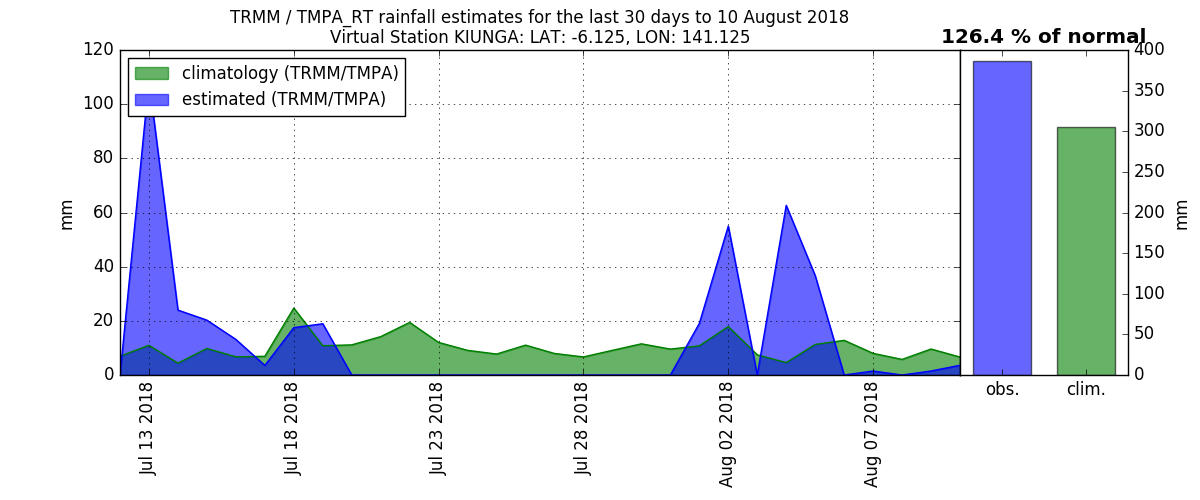 TRMM / TMPA_RT rainfall estimates for the last 30 days to 10 August 2018
Virtual Station KIUNGA: LAT: -6.125, LON: 141.125
126.4 % of normal
climatology (TRMM/TMPA)
estimated (TRMM/TMPA)
120
100
80
60
40
20
0
mm
Jul 13 2018
Jul 18 2018
Jul 23 2018
Jul 28 2018
Aug 02 2018
Aug 07 2018
400
350
300
250
200
150
100
50
0
mm
obs.
clim.